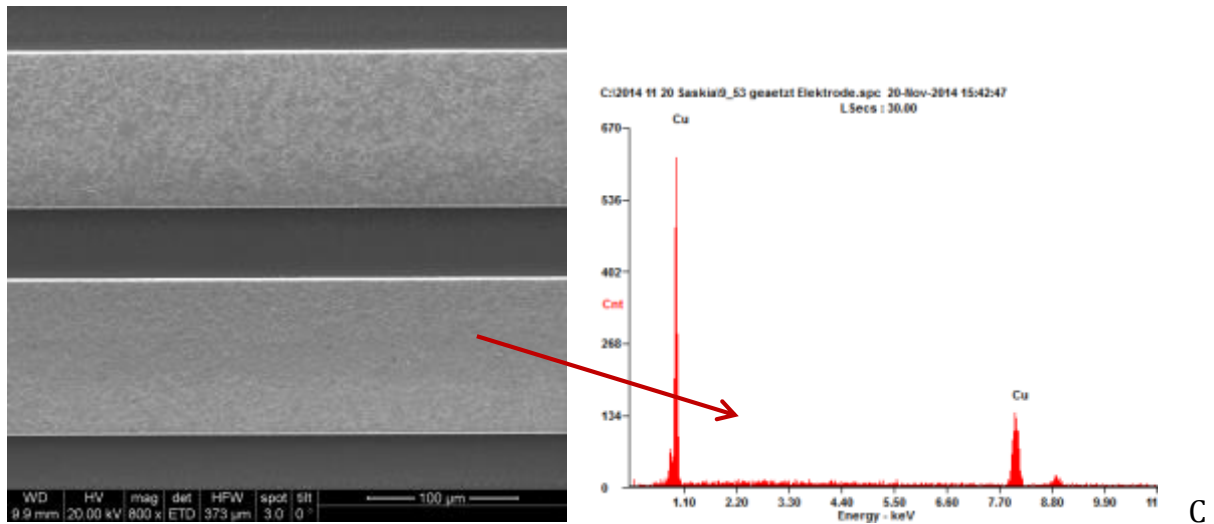 WD HV mag det HFW spot tilt 100 µm
9.9 mm 20.00 kV 800 x ETD 373 µm 3.0 0°
C:\2014 11 20 Saskia\9_53 geaetzt Elektrode.spc 20-Nov-2014 15:42:47
LSecs : 30.00
Cu
670
536
402
Cnt
268
134
0
Cu
1.10 2.20 3.30 4.40 5.50 6.60 7.70 8.80 9.90 11
Energy - keV
C